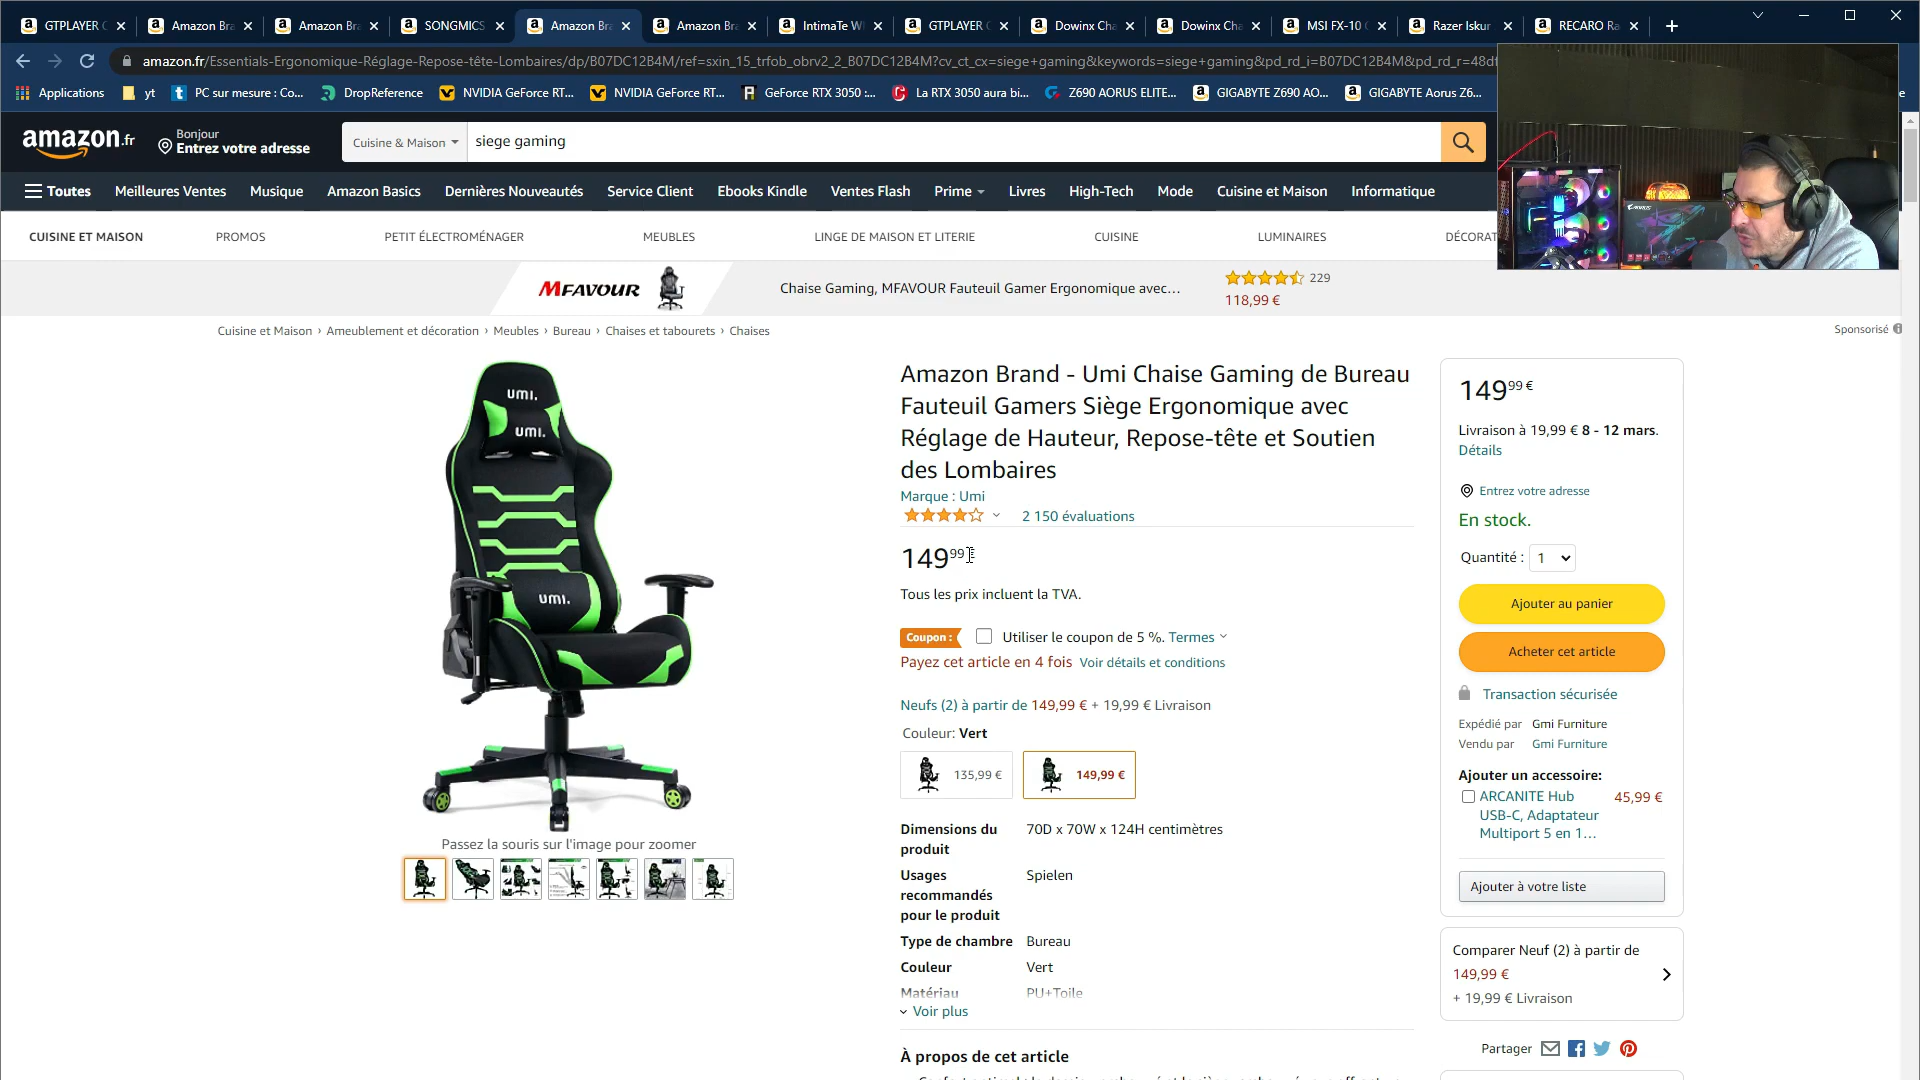 GTPLAYER C
Amazon Bra
Amazon Bra
SONGMICS
Amazon Bra
Amazon Bra
IntimaTe W
GTPLAYER C
Dowinx Cha
Dowinx Cha
MSI FX-10 G
Razer Iskur
RECARO Ra
amazon.fr/Essentials-Ergonomique-Réglage-Repose-tête-Lombaires/dp/B07DC12B4M/ref=sxin_15_trfob_obrv2_2_B07DC12B4M?cv_ct_cx=siege+gaming&keywords=siege+gaming&pd_rd_i=B07DC12B4M&pd_rd_r=48df
Applications
yt
PC sur mesure : Co...
DropReference
NVIDIA GeForce RT...
NVIDIA GeForce RT...
GeForce RTX 3050 :...
La RTX 3050 aura bi...
Z690 AORUS ELITE...
GIGABYTE Z690 AO...
GIGABYTE Aorus Z6...
amazon.fr
Bonjour
Entrez votre adresse
Cuisine & Maison
siege gaming
Toutes
Meilleures Ventes
Musique
Amazon Basics
Dernières Nouveautés
Service Client
Ebooks Kindle
Ventes Flash
Prime
Livres
High-Tech
Mode
Cuisine et Maison
Informatique
CUISINE ET MAISON
PROMOS
PETIT ÉLECTROMÉNAGER
MEUBLES
LINGE DE MAISON ET LITERIE
CUISINE
LUMINAIRES
DÉCORAT
MFAVOUR
Chaise Gaming, MFAVOUR Fauteuil Gamer Ergonomique avec...
229
118,99 €
Cuisine et Maison › Ameublement et décoration › Meubles › Bureau › Chaises et tabourets › Chaises
Sponsorisé
umi.
umi.
umi.
Passez la souris sur l'image pour zoomer
Amazon Brand - Umi Chaise Gaming de Bureau
Fauteuil Gamers Siège Ergonomique avec
Réglage de Hauteur, Repose-tête et Soutien
des Lombaires
Marque : Umi
2 150 évaluations
149 99 €
Tous les prix incluent la TVA.
Coupon :
Utiliser le coupon de 5 %. Termes
Payez cet article en 4 fois Voir détails et conditions
Neufs (2) à partir de 149,99 € + 19,99 € Livraison
Couleur: Vert
135,99 €
149,99 €
Dimensions du
produit
70D x 70W x 124H centimètres
Usages
recommandés
pour le produit
Spielen
Type de chambre
Bureau
Couleur
Vert
Matériau
PU+Toile
Voir plus
À propos de cet article
149 99 €
Livraison à 19,99 € 8 - 12 mars.
Détails
Entrez votre adresse
En stock.
Quantité : 1
Ajouter au panier
Acheter cet article
Transaction sécurisée
Expédié par Gmi Furniture
Vendu par Gmi Furniture
Ajouter un accessoire:
ARCANITE Hub
USB-C, Adaptateur
Multiport 5 en 1...
45,99 €
Ajouter à votre liste
Comparer Neuf (2) à partir de
149,99 €
+ 19,99 € Livraison
Partager